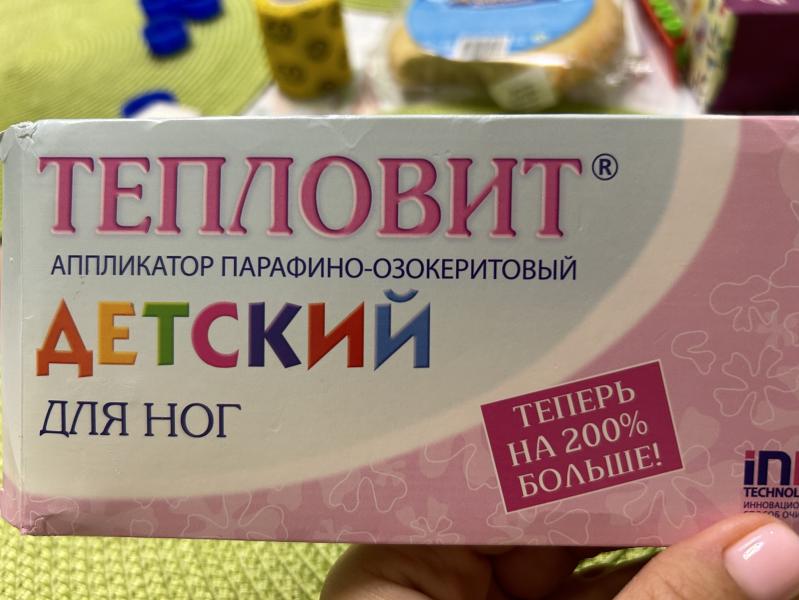 ТЕПЛОВИТ®
АППЛИКАТОР ПАРАФИНО-ОЗОКЕРИТОВЫЙ
ДЕТСКИЙ
ДЛЯ НОГ
ТЕПЕРЬ
НА 200%
БОЛЬШЕ!